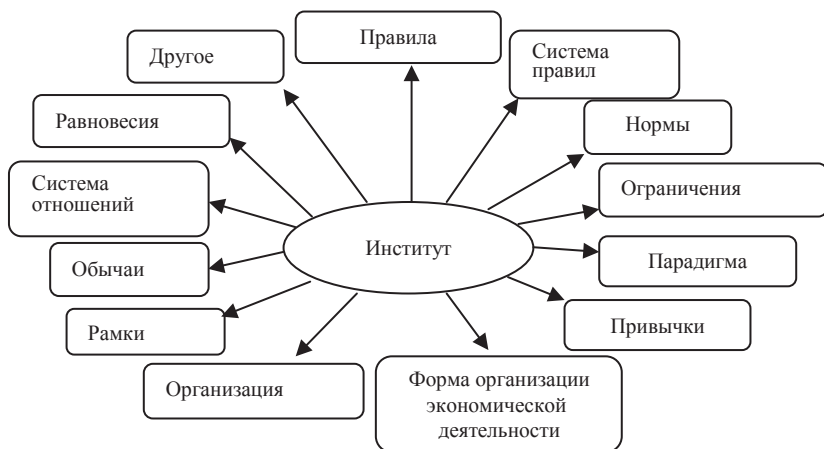 Правила
Другое
Система
правил
Равновесия
Нормы
Система
отношений
Ограничения
Институт
Обычаи
Парадигма
Рамки
Привычки
Организация
Форма организации
экономической
деятельности